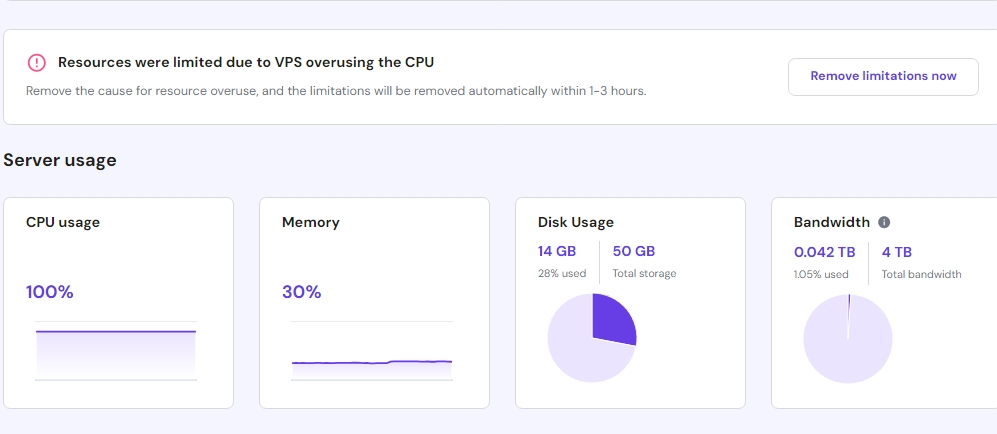 Resources were limited due to VPS overusing the CPU
Remove the cause for resource overuse, and the limitations will be removed automatically within 1-3 hours.
Remove limitations now
Server usage
CPU usage
100%
Memory
30%
Disk Usage
14 GB
28% used
50 GB
Total storage
Bandwidth
0.042 TB
1.05% used
4 TB
Total bandwidth